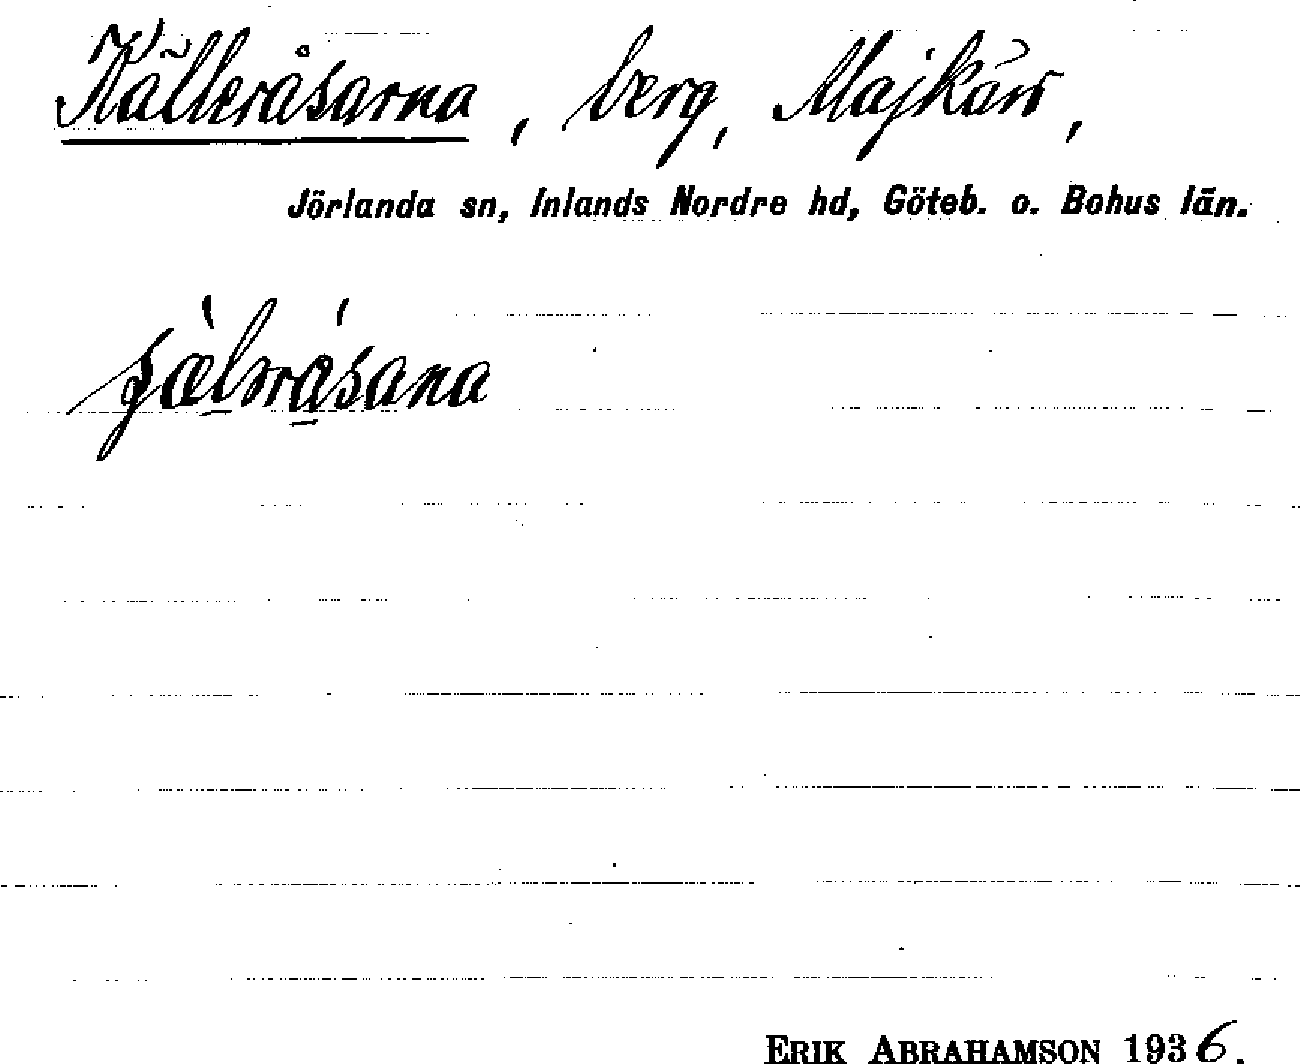 Källeråsarna, berg, Majkärr,
Jörlanda sn, Inlands Nordre hd, Göteb. o. Bohus län.
ERIK ABRAHAMSON 1936.